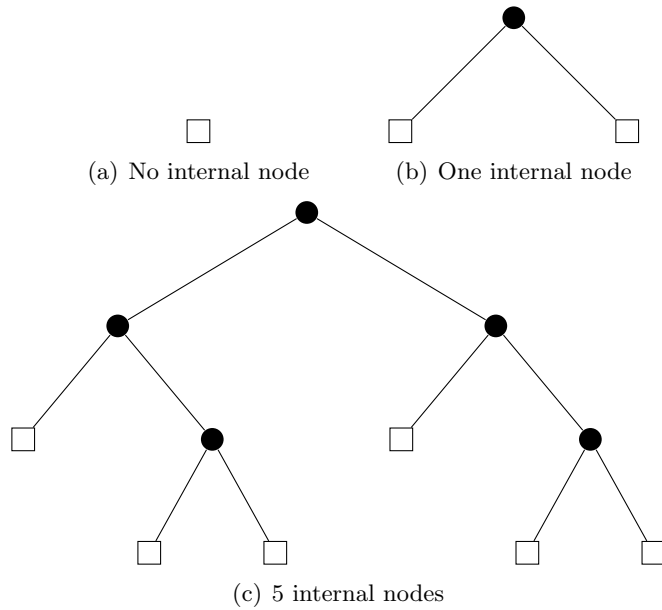 (a) No internal node
(b) One internal node
(c) 5 internal nodes